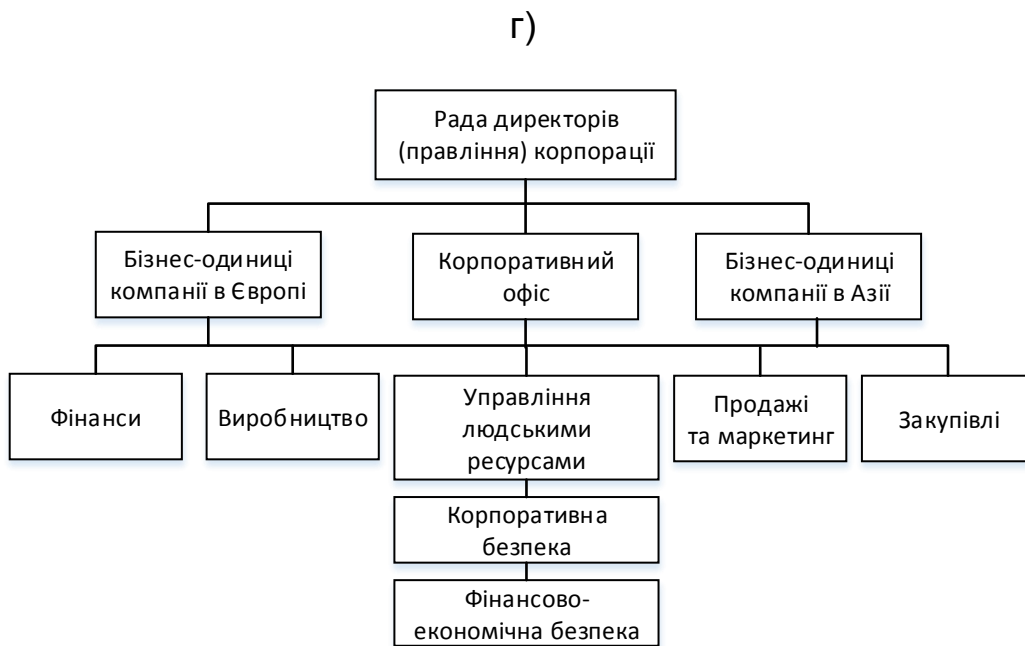 г)
Рада директорів
(правління) корпорації
Бізнес-одиниці
компанії в Європі
Корпоративний
офіс
Бізнес-одиниці
компанії в Азії
Фінанси
Виробництво
Управління
людськими
ресурсами
Продажі
та маркетинг
Закупівлі
Корпоративна
безпека
Фінансово-
економічна безпека